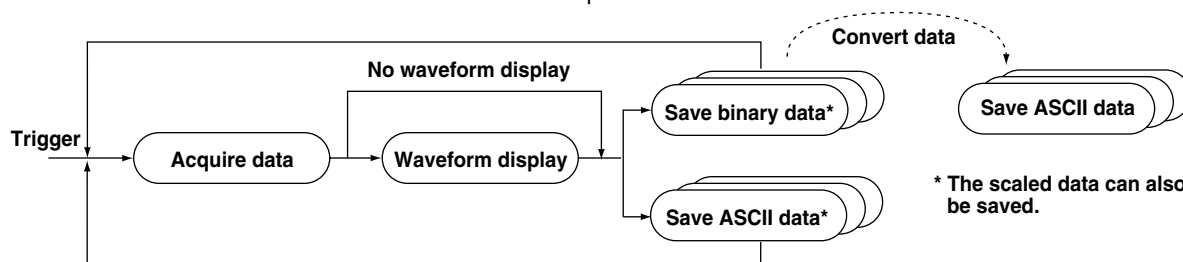 Convert data
No waveform display
Save binary data*
Save ASCII data
Trigger
Acquire data
Waveform display
* The scaled data can also
be saved.
Save ASCII data*